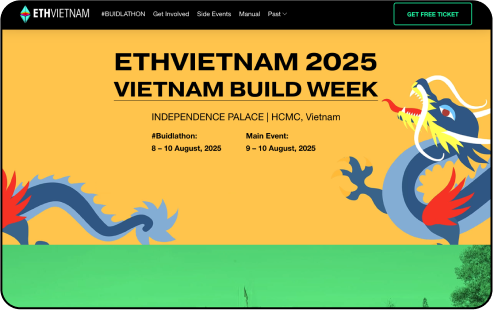 ETHVIETNAM #BUIDLATHON Get Involved Side Events Manual Past GET FREE TICKET
ETHVIETNAM 2025
VIETNAM BUILD WEEK
INDEPENDENCE PALACE | HCMC, Vietnam
#Buidlathon: Main Event:
8 – 10 August, 2025 9 – 10 August, 2025